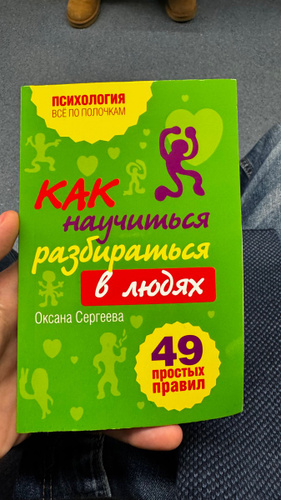 ПСИХОЛОГИЯ
ВСЁ ПО ПОЛОЧКАМ
КАК
научиться
разбираться
в людях
Оксана Сергеева
49
простых
правил